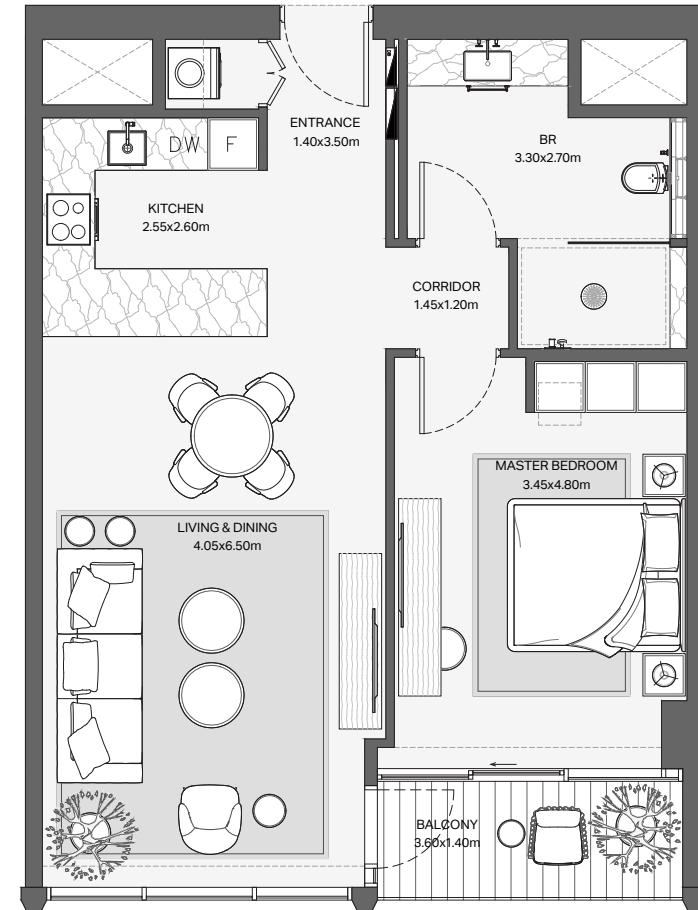 ENTRANCE
1.40x3.50m
BR
3.30x2.70m
DW
F
KITCHEN
2.55x2.60m
CORRIDOR
1.45x1.20m
MASTER BEDROOM
3.45x4.80m
LIVING & DINING
4.05x6.50m
BALCONY
3.60x1.40m